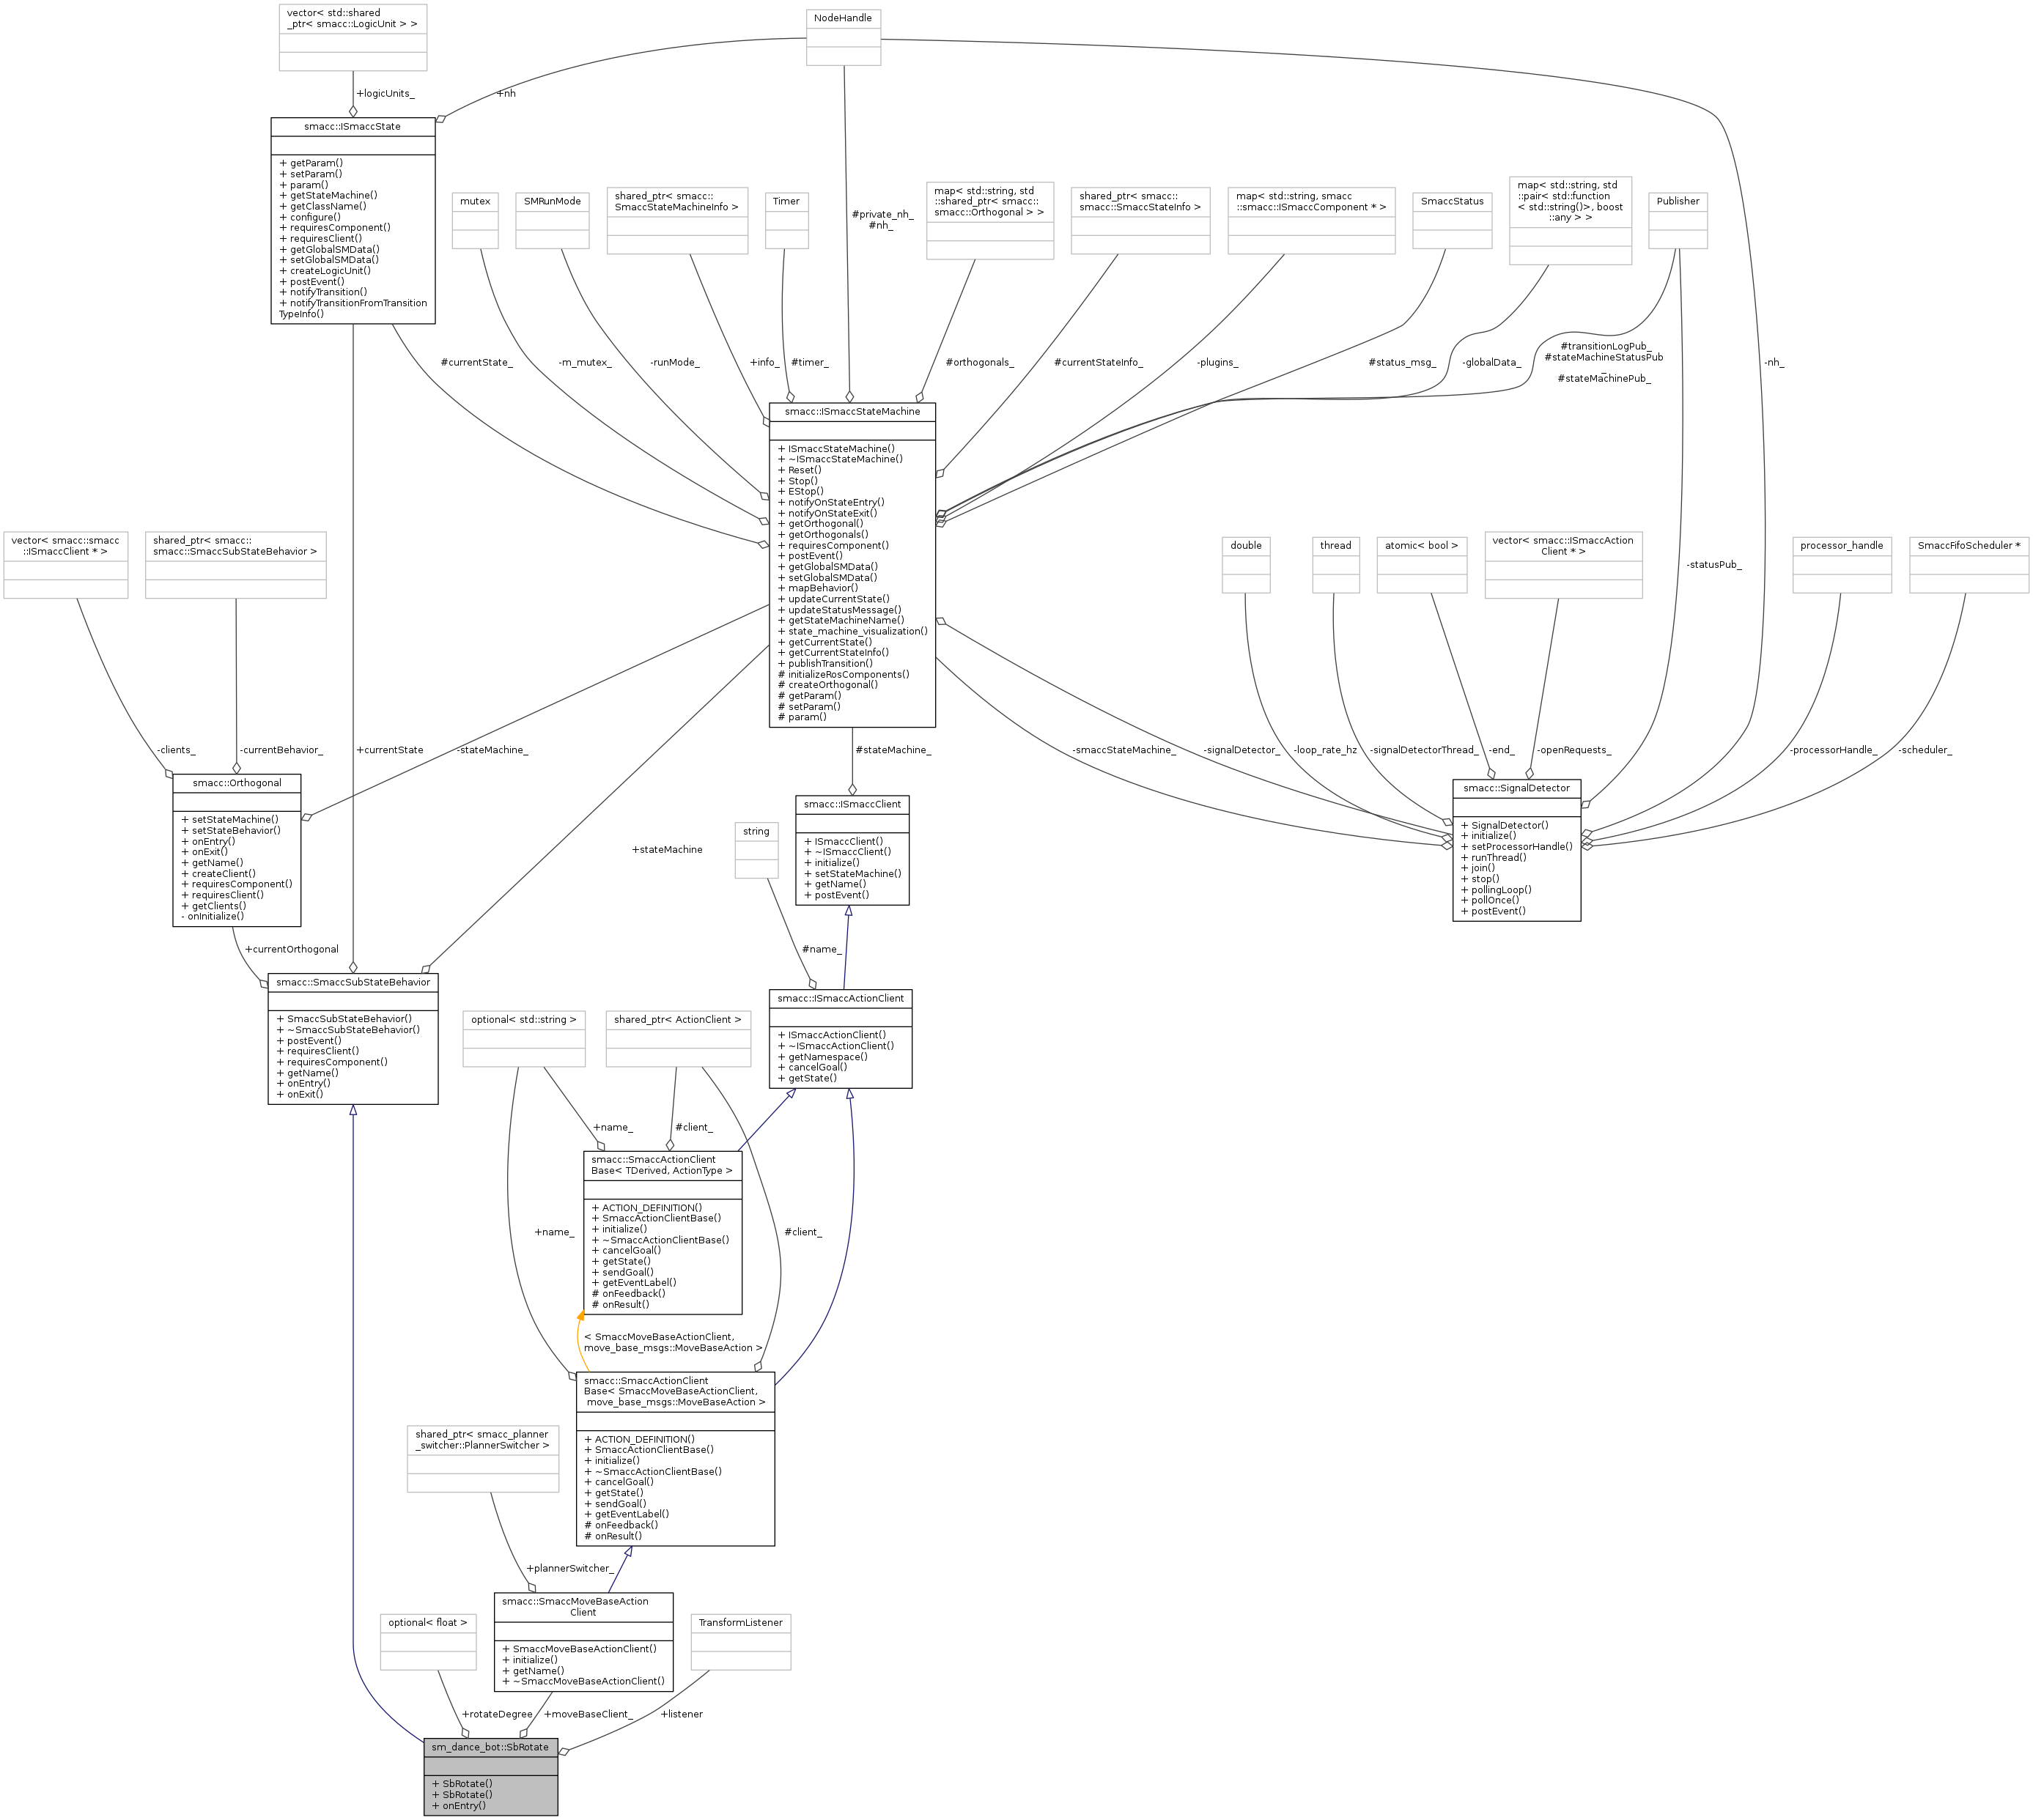 vector< std::shared
_ptr< smacc::LogicUnit > >
NodeHandle
+logicUnits_
+nh
smacc::ISmaccState
+ getParam()
+ setParam()
+ param()
+ getStateMachine()
+ getClassName()
+ configure()
+ requiresComponent()
+ requiresClient()
+ getGlobalSMData()
+ setGlobalSMData()
+ createLogicUnit()
+ postEvent()
+ notifyTransition()
+ notifyTransitionFromTransition
TypeInfo()
mutex
SMRunMode
shared_ptr< smacc::
SmaccStateMachineInfo >
Timer
#private_nh_
#nh_
map< std::string, std
::shared_ptr< smacc::
smacc::Orthogonal > >
shared_ptr< smacc::
smacc::SmaccStateInfo >
map< std::string, smacc
::smacc::ISmaccComponent * >
SmaccStatus
map< std::string, std
::pair< std::function
< std::string()>, boost
::any > >
Publisher
#currentState_
-m_mutex_
-runMode_
+info_
#timer_
#orthogonals_
#currentStateInfo_
-plugins_
#status_msg_
-globalData_
#transitionLogPub_
#stateMachineStatusPub
_
#stateMachinePub_
-nh_
smacc::ISmaccStateMachine
+ ISmaccStateMachine()
+ ~ISmaccStateMachine()
+ Reset()
+ Stop()
+ EStop()
+ notifyOnStateEntry()
+ notifyOnStateExit()
+ getOrthogonal()
+ getOrthogonals()
+ requiresComponent()
+ postEvent()
+ getGlobalSMData()
+ setGlobalSMData()
+ mapBehavior()
+ updateCurrentState()
+ updateStatusMessage()
+ getStateMachineName()
+ state_machine_visualization()
+ getCurrentState()
+ getCurrentStateInfo()
+ publishTransition()
# initializeRosComponents()
# createOrthogonal()
# getParam()
# setParam()
# param()
vector< smacc::smacc
::ISmaccClient * >
shared_ptr< smacc::
smacc::SmaccSubStateBehavior >
double
thread
atomic< bool >
vector< smacc::ISmaccAction
Client * >
-statusPub_
processor_handle
SmaccFifoScheduler *
-clients_
-currentBehavior_
+currentState
-stateMachine_
#stateMachine_
-smaccStateMachine_
-signalDetector_
-loop_rate_hz
-signalDetectorThread_
-end_
-openRequests_
-processorHandle_
-scheduler_
smacc::Orthogonal
+ setStateMachine()
+ setStateBehavior()
+ onEntry()
+ onExit()
+ getName()
+ createClient()
+ requiresComponent()
+ requiresClient()
+ getClients()
- onInitialize()
smacc::SignalDetector
+ SignalDetector()
+ initialize()
+ setProcessorHandle()
+ runThread()
+ join()
+ stop()
+ pollingLoop()
+ pollOnce()
+ postEvent()
smacc::ISmaccClient
+ ISmaccClient()
+ ~ISmaccClient()
+ initialize()
+ setStateMachine()
+ getName()
+ postEvent()
string
+stateMachine
+currentOrthogonal
#name_
smacc::SmaccSubStateBehavior
+ SmaccSubStateBehavior()
+ ~SmaccSubStateBehavior()
+ postEvent()
+ requiresClient()
+ requiresComponent()
+ getName()
+ onEntry()
+ onExit()
smacc::ISmaccActionClient
+ ISmaccActionClient()
+ ~ISmaccActionClient()
+ getNamespace()
+ cancelGoal()
+ getState()
optional< std::string >
shared_ptr< ActionClient >
+name_
#client_
smacc::SmaccActionClient
Base< TDerived, ActionType >
+ ACTION_DEFINITION()
+ SmaccActionClientBase()
+ initialize()
+ ~SmaccActionClientBase()
+ cancelGoal()
+ getState()
+ sendGoal()
+ getEventLabel()
# onFeedback()
# onResult()
+name_
#client_
< SmaccMoveBaseActionClient,
move_base_msgs::MoveBaseAction >
smacc::SmaccActionClient
Base< SmaccMoveBaseActionClient,
move_base_msgs::MoveBaseAction >
+ ACTION_DEFINITION()
+ SmaccActionClientBase()
+ initialize()
+ ~SmaccActionClientBase()
+ cancelGoal()
+ getState()
+ sendGoal()
+ getEventLabel()
# onFeedback()
# onResult()
shared_ptr< smacc_planner
_switcher::PlannerSwitcher >
+plannerSwitcher_
smacc::SmaccMoveBaseAction
Client
+ SmaccMoveBaseActionClient()
+ initialize()
+ getName()
+ ~SmaccMoveBaseActionClient()
optional< float >
TransformListener
+rotateDegree
+moveBaseClient_
+listener
sm_dance_bot::SbRotate
+ SbRotate()
+ SbRotate()
+ onEntry()